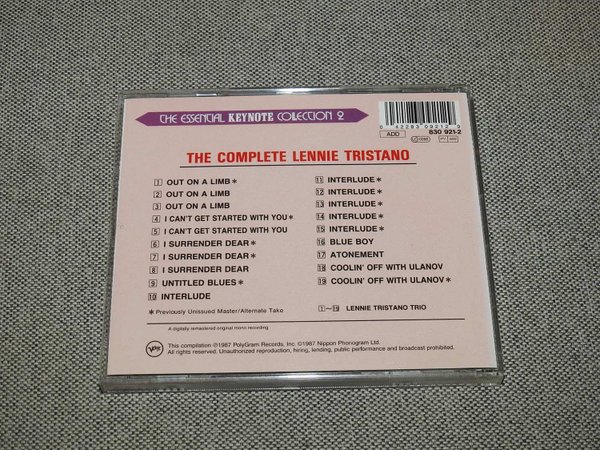 THE ESSENTIAL KEYNOTE COLLECTION 2
0 42283 09212 0
ADD
830 921-2
THE COMPLETE LENNIE TRISTANO
1 OUT ON A LIMB*
2 OUT ON A LIMB
3 OUT ON A LIMB
4 I CAN'T GET STARTED WITH YOU*
5 I CAN'T GET STARTED WITH YOU
6 I SURRENDER DEAR*
7 I SURRENDER DEAR*
8 I SURRENDER DEAR
9 UNTITLED BLUES*
10 INTERLUDE
11 INTERLUDE*
12 INTERLUDE*
13 INTERLUDE*
14 INTERLUDE*
15 INTERLUDE*
16 BLUE BOY
17 ATONEMENT
18 COOLIN' OFF WITH ULANOV
19 COOLIN' OFF WITH ULANOV*
*Previously Unissued Master/Alternate Take
1~19 LENNIE TRISTANO TRIO
A digitally remastered original mono recording
Verve
This compilation ℗1987 PolyGram Records, Inc. ©1987 Nippon Phonogram Ltd.
All rights reserved. Unauthorized reproduction, hiring, lending, public performance and broadcast prohibited.